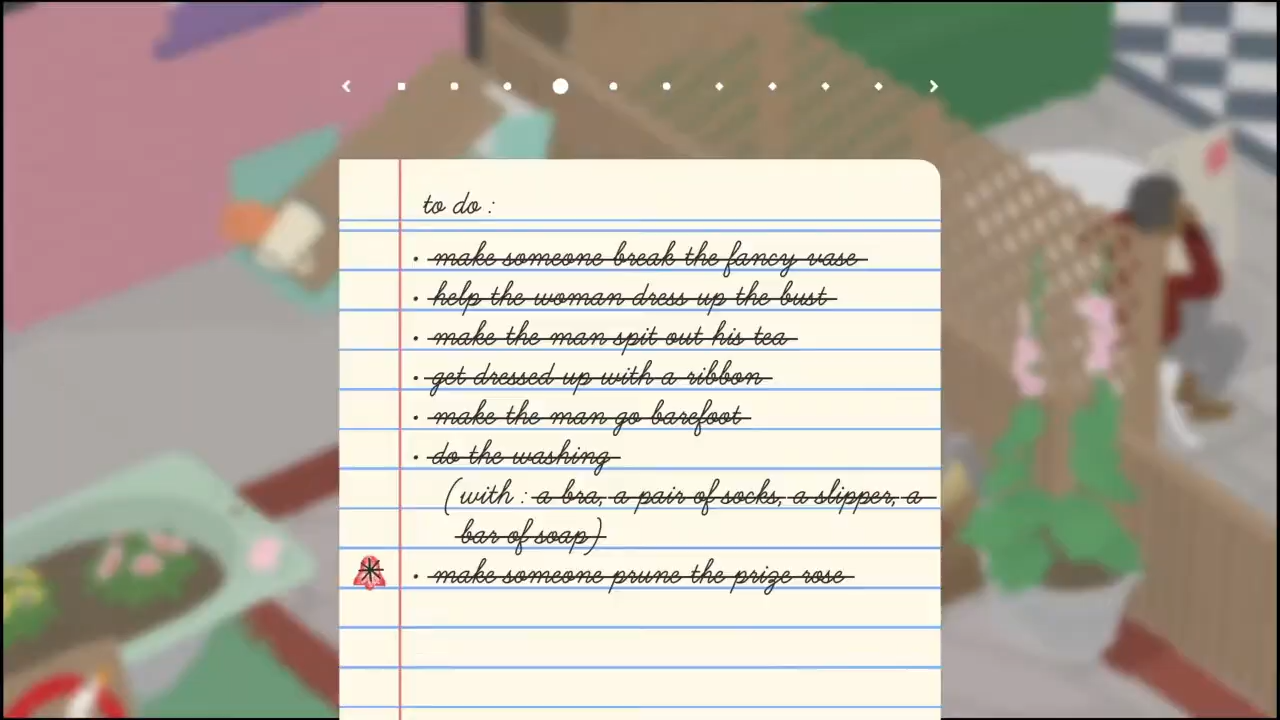 to do :
• make someone break the fancy vase
• help the woman dress up the bust
• make the man spit out his tea
• get dressed up with a ribbon
• make the man go barefoot
• do the washing
(with : a bra, a pair of socks, a slipper, a
bar of soap)
• make someone prune the prize rose